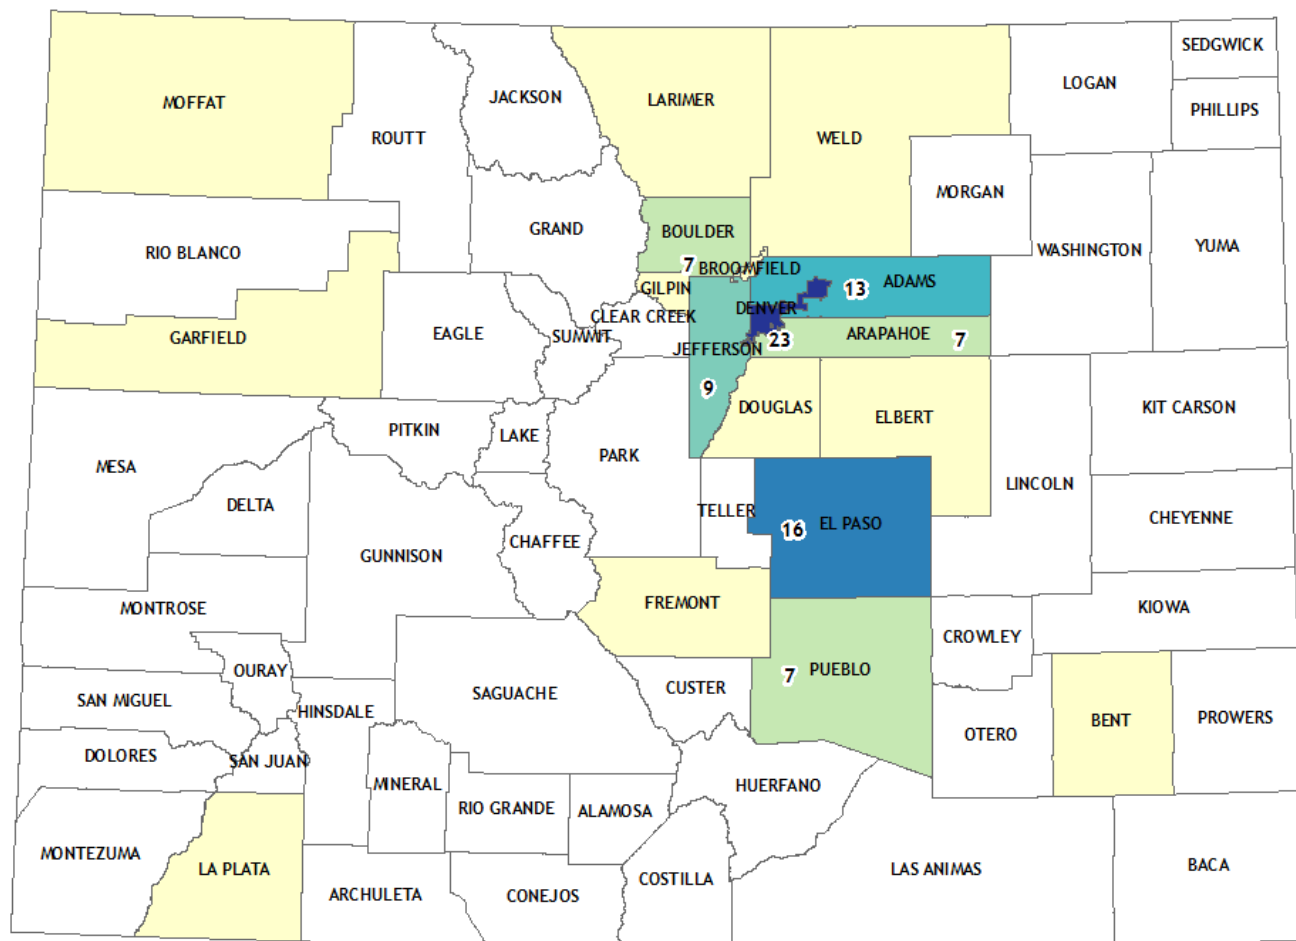 SEDGWICK
LOGAN
JACKSON
LARIMER
MOFFAT
PHILLIPS
ROUTT
WELD
MORGAN
GRAND
BOULDER
RIO BLANCO
WASHINGTON
YUMA
7
BROOMFIELD
GILPIN
13
ADAMS
DENVER
CLEAR CREEK
EAGLE
SUMMIT
GARFIELD
23
ARAPAHOE
7
JEFFERSON
9
DOUGLAS
KIT CARSON
ELBERT
PITKIN
LAKE
PARK
MESA
LINCOLN
DELTA
TELLER
CHEYENNE
16
EL PASO
CHAFFEE
GUNNISON
FREMONT
MONTROSE
KIOWA
CROWLEY
OURAY
PUEBLO
7
CUSTER
SAGUACHE
SAN MIGUEL
HINSDALE
BENT
PROWERS
OTERO
DOLORES
SAN JUAN
MINERAL
HUERFANO
RIO GRANDE
ALAMOSA
MONTEZUMA
LA PLATA
COSTILLA
LAS ANIMAS
BACA
ARCHULETA
CONEJOS